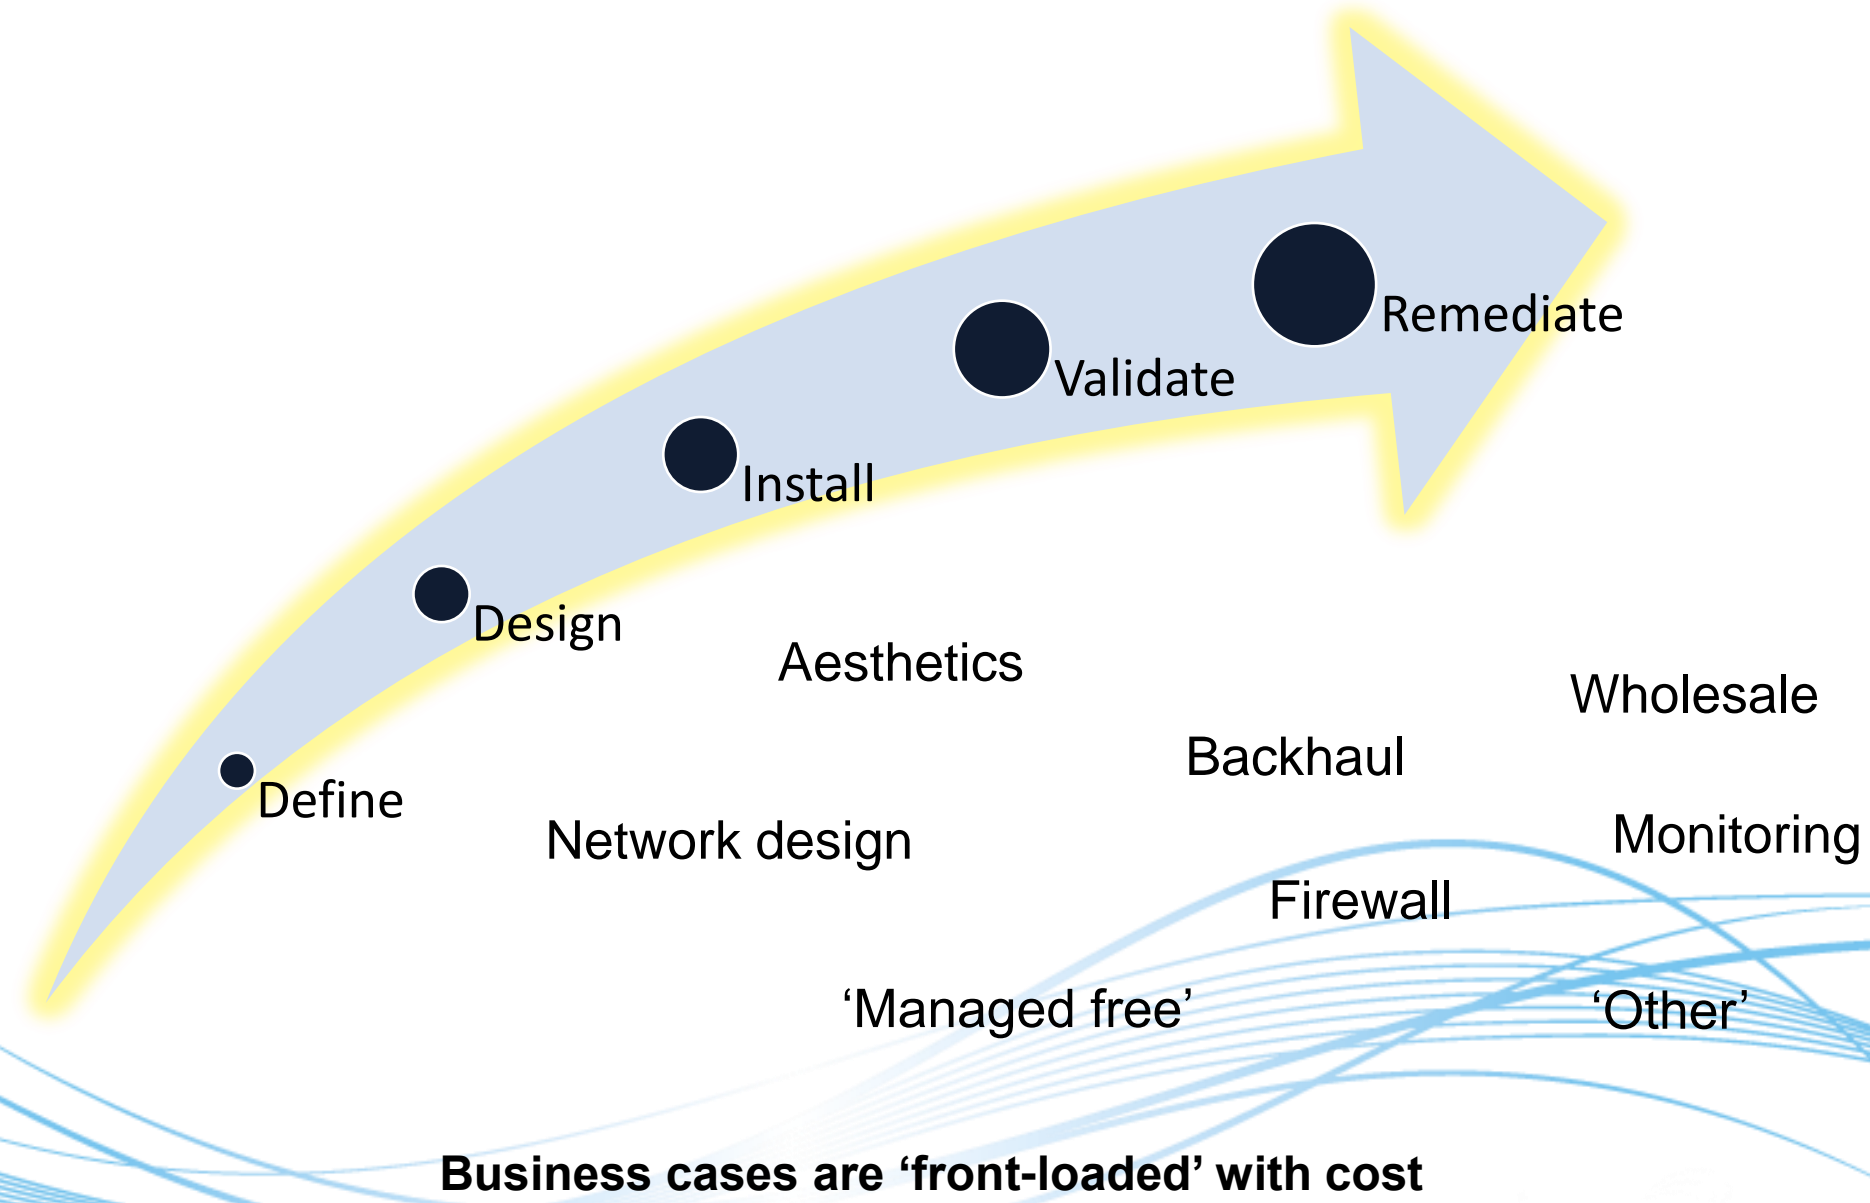 Remediate
Validate
Install
Design
Define
Aesthetics
Wholesale
Backhaul
Monitoring
Network design
Firewall
‘Managed free’
‘Other’
Business cases are ‘front-loaded’ with cost